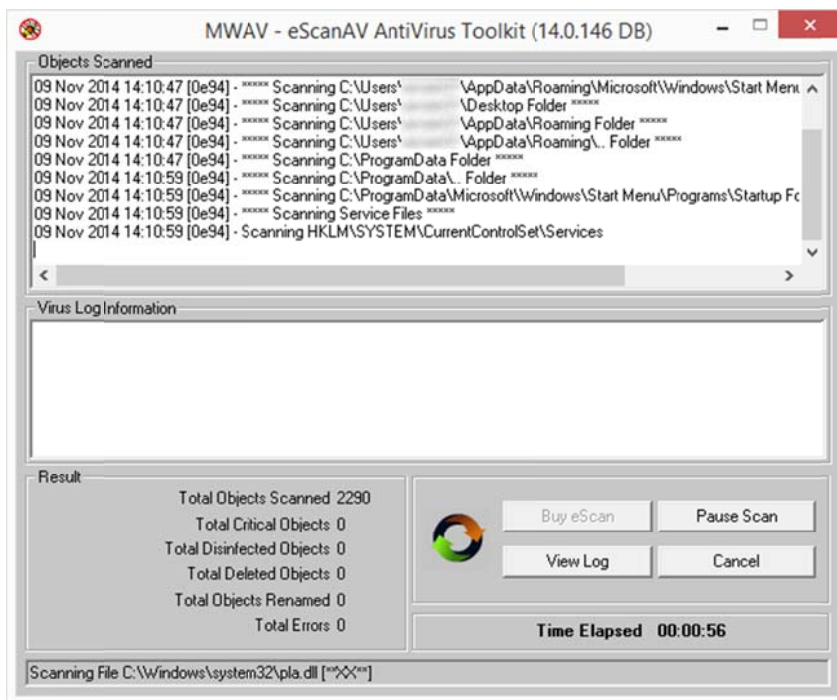 MWAV - eScanAV AntiVirus Toolkit (14.0.146 DB)
Objects Scanned
09 Nov 2014 14:10:47 [0e94] - ***** Scanning C:\Users\ \AppData\Roaming\Microsoft\Windows\Start Menu
09 Nov 2014 14:10:47 [0e94] - ***** Scanning C:\Users\ \Desktop Folder *****
09 Nov 2014 14:10:47 [0e94] - ***** Scanning C:\Users\ \AppData\Roaming Folder *****
09 Nov 2014 14:10:47 [0e94] - ***** Scanning C:\Users\ \AppData\Roaming\.. Folder *****
09 Nov 2014 14:10:47 [0e94] - ***** Scanning C:\ProgramData Folder *****
09 Nov 2014 14:10:59 [0e94] - ***** Scanning C:\ProgramData\.. Folder *****
09 Nov 2014 14:10:59 [0e94] - ***** Scanning C:\ProgramData\Microsoft\Windows\Start Menu\Programs\Startup Fo
09 Nov 2014 14:10:59 [0e94] - ***** Scanning Service Files *****
09 Nov 2014 14:10:59 [0e94] - Scanning HKLM\SYSTEM\CurrentControlSet\Services
Virus Log Information
Result
Total Objects Scanned 2290
Total Critical Objects 0
Total Disinfected Objects 0
Total Deleted Objects 0
Total Objects Renamed 0
Total Errors 0
Buy eScan
Pause Scan
View Log
Cancel
Time Elapsed 00:00:56
Scanning File C:\Windows\system32\pla.dll [**XX**]